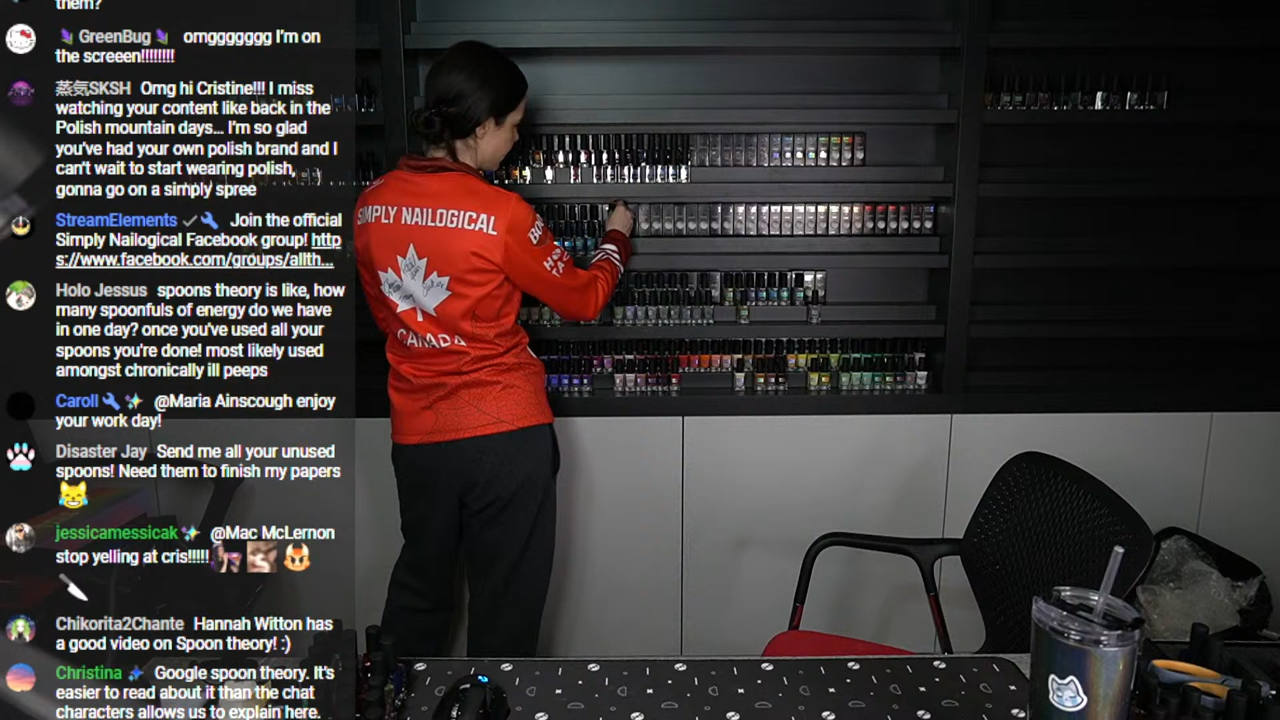 them?
GreenBug omggggggg I'm on
the screeen!!!!!!!!
蒸気SKSH Omg hi Cristine!!! I miss
watching your content like back in the
Polish mountain days... I'm so glad
you've had your own polish brand and I
can't wait to start wearing polish,
gonna go on a simply spree
StreamElements Join the official
Simply Nailogical Facebook group! http
s://www.facebook.com/groups/allth...
Holo Jessus spoons theory is like, how
many spoonfuls of energy do we have
in one day? once you've used all your
spoons you're done! most likely used
amongst chronically ill peeps
Caroll @Maria Ainscough enjoy
your work day!
Disaster Jay Send me all your unused
spoons! Need them to finish my papers
jessicamessicak @Mac McLernon
stop yelling at cris!!!!!
Chikorita2Chante Hannah Witton has
a good video on Spoon theory! :)
Christina Google spoon theory. It's
easier to read about it than the chat
characters allows us to explain here.
SIMPLY NAILOGICAL
CANADA